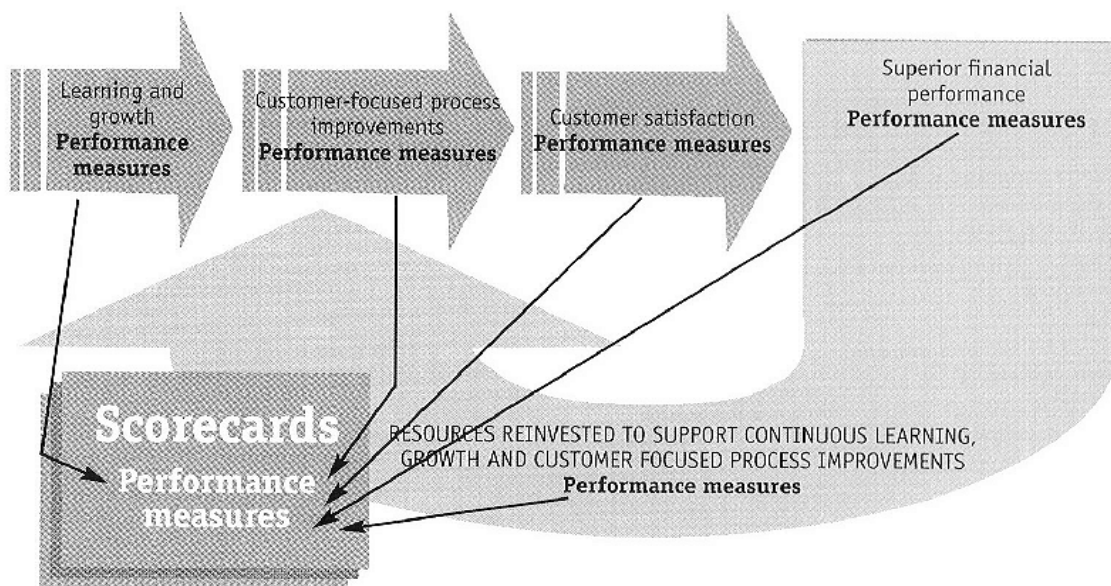 Learning and
growth
Performance
measures
Customer-focused process
improvements
Performance measures
Customer satisfaction
Performance measures
Superior financial
performance
Performance measures
Scorecards
Performance
measures
RESOURCES REINVESTED TO SUPPORT CONTINUOUS LEARNING,
GROWTH AND CUSTOMER FOCUSED PROCESS IMPROVEMENTS
Performance measures